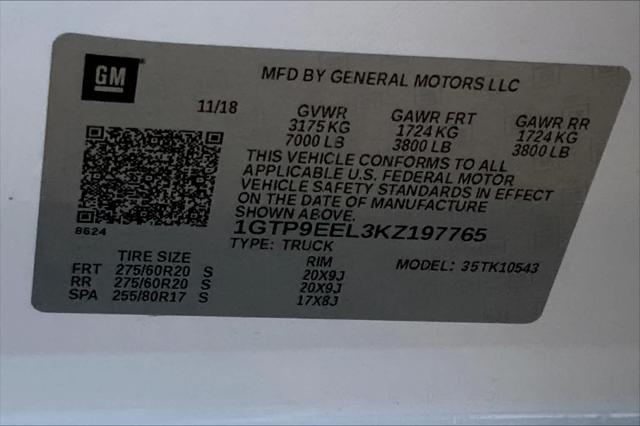 GM
MFD BY GENERAL MOTORS LLC
11/18 GVWR GAWR FRT GAWR RR
3175 KG 1724 KG 1724 KG
7000 LB 3800 LB 3800 LB
THIS VEHICLE CONFORMS TO ALL
APPLICABLE U.S. FEDERAL MOTOR
VEHICLE SAFETY STANDARDS IN EFFECT
ON THE DATE OF MANUFACTURE
SHOWN ABOVE.
8624
1GTP9EEL3KZ197765
TYPE: TRUCK
TIRE SIZE RIM MODEL: 35TK10543
FRT 275/60R20 S 20X9J
RR 275/60R20 S 20X9J
SPA 255/80R17 S 17X8J